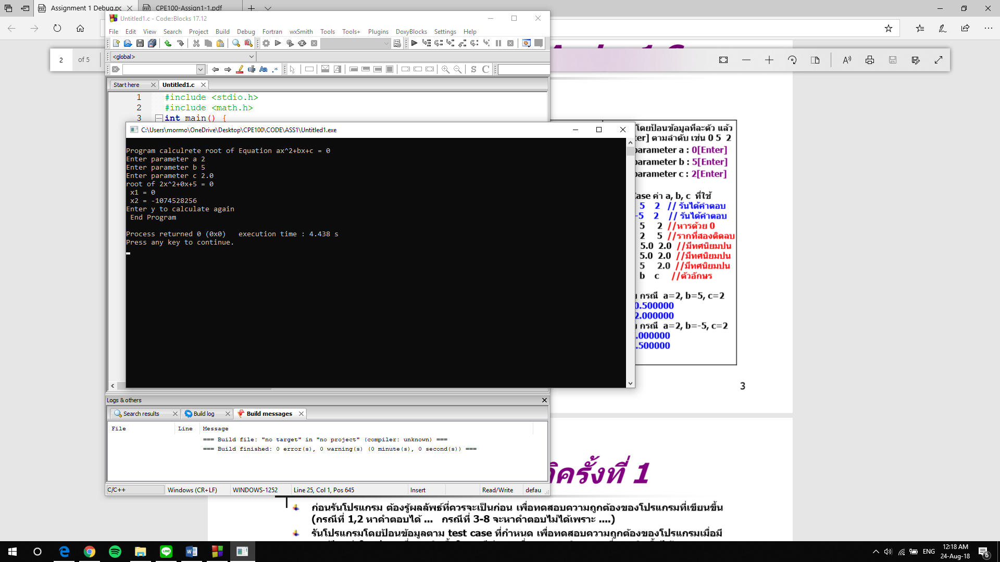 Assignment 1 Debug.pc
CPE100-Assign1-1.pdf
Untitled1.c - Code::Blocks 17.12
File Edit View Search Project Build Debug Fortran wxSmith Tools Tools+ Plugins DoxyBlocks Settings Help
<global>
2 of 5
Start here
Untitled1.c
1 #include <stdio.h>
2 #include <math.h>
3 int main() {
C:\Users\mormo\OneDrive\Desktop\CPE100\CODE\ASS1\Untitled1.exe
Program calculrete root of Equation ax^2+bx+c = 0
Enter parameter a 2
Enter parameter b 5
Enter parameter c 2.0
root of 2x^2+0x+5 = 0
x1 = 0
x2 = -1074528256
Enter y to calculate again
End Program
Process returned 0 (0x0) execution time : 4.438 s
Press any key to continue.
โดยป้อนข้อมูลทีละตัว แล้ว
ter] ตามลำดับ เช่น 0 5 2
parameter a : 0[Enter]
parameter b : 5[Enter]
parameter c : 2[Enter]
Case ค่า a, b, c ที่ใช้
5 2 // รันได้คำตอบ
-5 2 // รันได้คำตอบ
5 2 //หารด้วย 0
2 5 //รากที่สองติดลบ
5.0 2.0 //มีทศนิยมปน
5.0 2.0 //มีทศนิยมปน
5 2.0 //มีทศนิยมปน
b c //ตัวอักษร
กรณี a=2, b=5, c=2
0.500000
2.000000
กรณี a=2, b=-5, c=2
.000000
.500000
3
Logs & others
Search results
Build log
Build messages
File Line Message
=== Build file: "no target" in "no project" (compiler: unknown) ===
=== Build finished: 0 error(s), 0 warning(s) (0 minute(s), 0 second(s)) ===
C/C++ Windows (CR+LF) WINDOWS-1252 Line 25, Col 1, Pos 645 Insert Read/Write defau
ครั้งที่ 1
ก่อนรันโปรแกรม ต้องรู้ผลลัพธ์ที่ควรจะเป็นก่อน เพื่อทดสอบความถูกต้องของโปรแกรมที่เขียนขึ้น
(กรณีที่ 1,2 หาคำตอบได้ ... กรณีที่ 3-8 จะหาคำตอบไม่ได้เพราะ ....)
รันโปรแกรมโดยป้อนข้อมูลตาม test case ที่กำหนด เพื่อทดสอบความถูกต้องของโปรแกรมเมื่อมี
ENG
12:18 AM
24-Aug-18
6